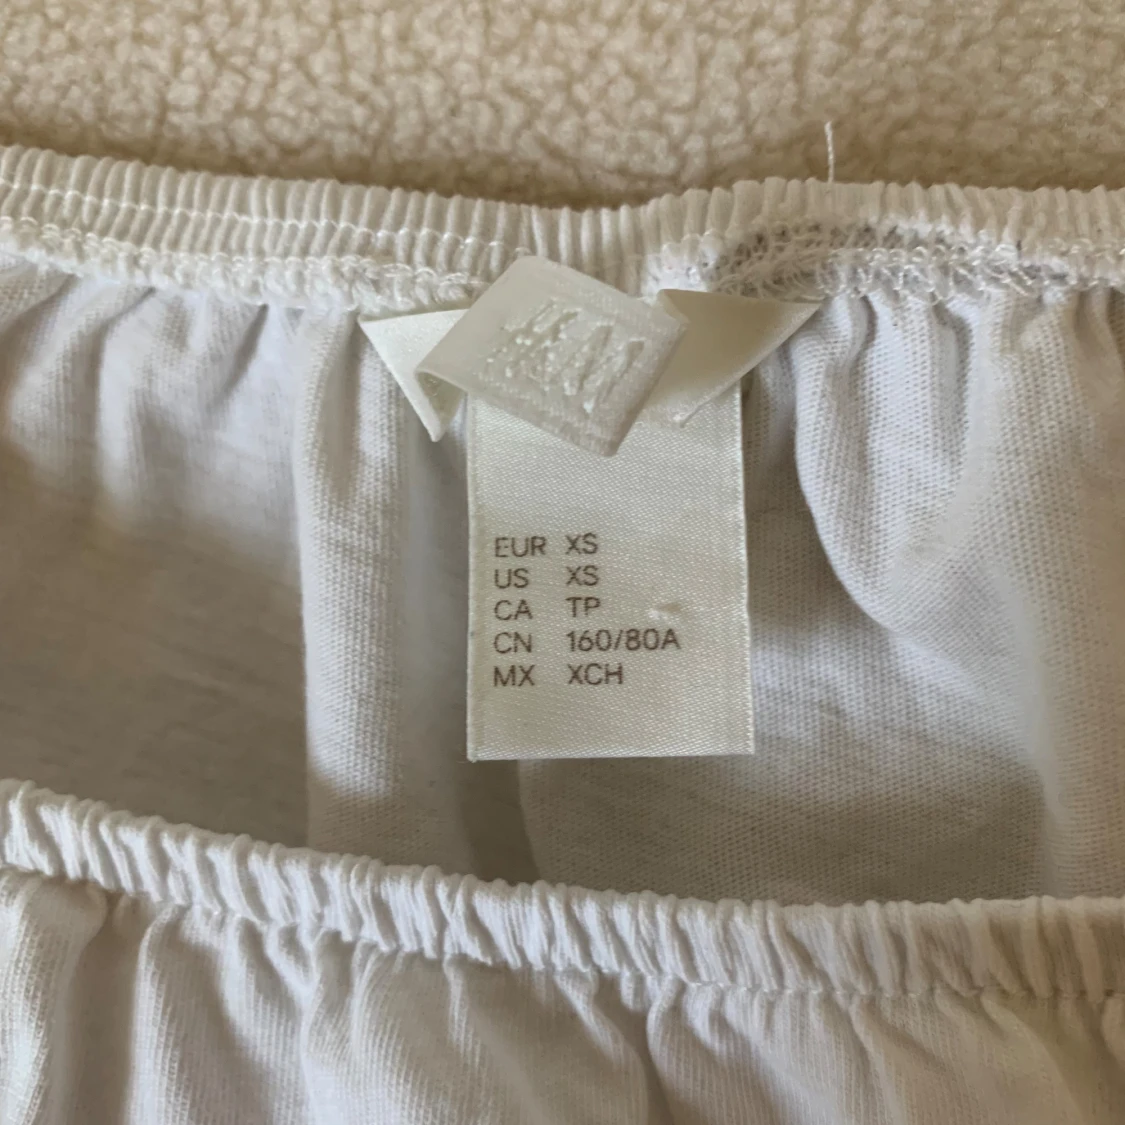 H&M
EUR XS
US XS
CA TP
CN 160/80A
MX XCH